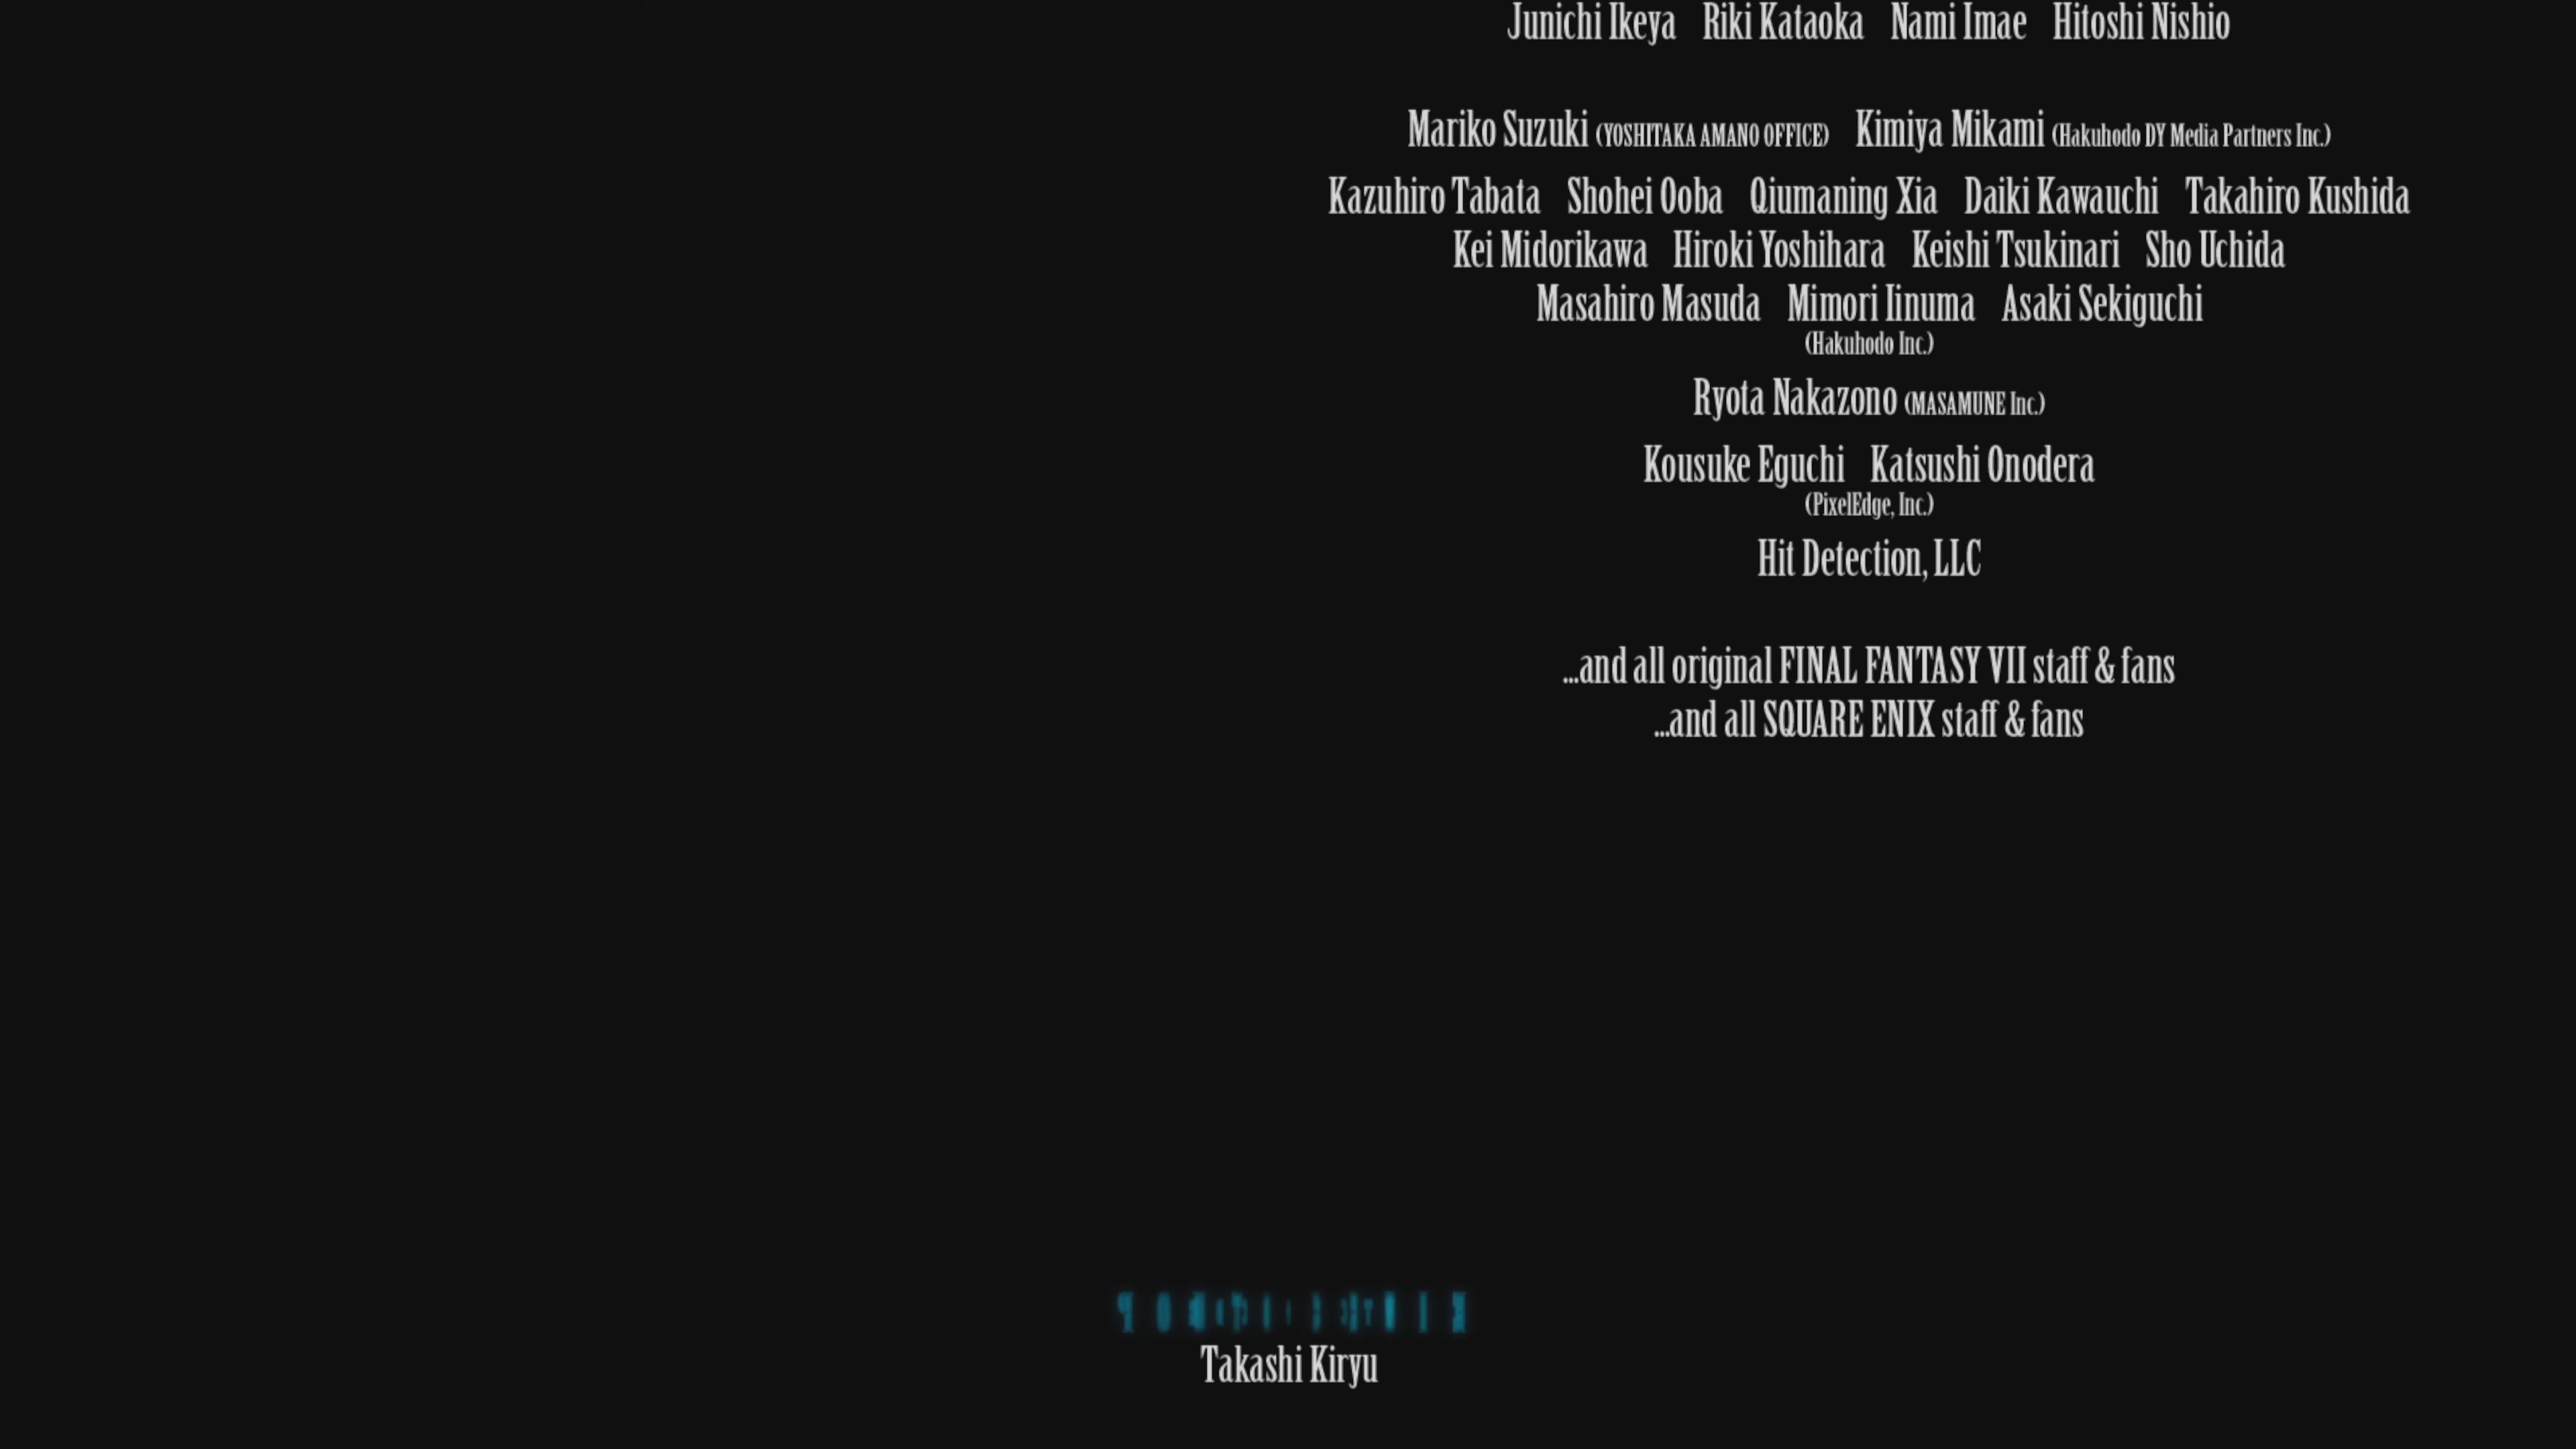 Junichi Ikeya Riki Kataoka Nami Imae Hitoshi Nishio
Mariko Suzuki (YOSHITAKA AMANO OFFICE) Kimiya Mikami (Hakuhodo DY Media Partners Inc.)
Kazuhiro Tabata Shohei Ooba Qiumaning Xia Daiki Kawauchi Takahiro Kushida
Kei Midorikawa Hiroki Yoshihara Keishi Tsukinari Sho Uchida
Masahiro Masuda Mimori Iinuma Asaki Sekiguchi
(Hakuhodo Inc.)
Ryota Nakazono (MASAMUNE Inc.)
Kousuke Eguchi Katsushi Onodera
(PixelEdge, Inc.)
Hit Detection, LLC
...and all original FINAL FANTASY VII staff & fans
...and all SQUARE ENIX staff & fans
Takashi Kiryu